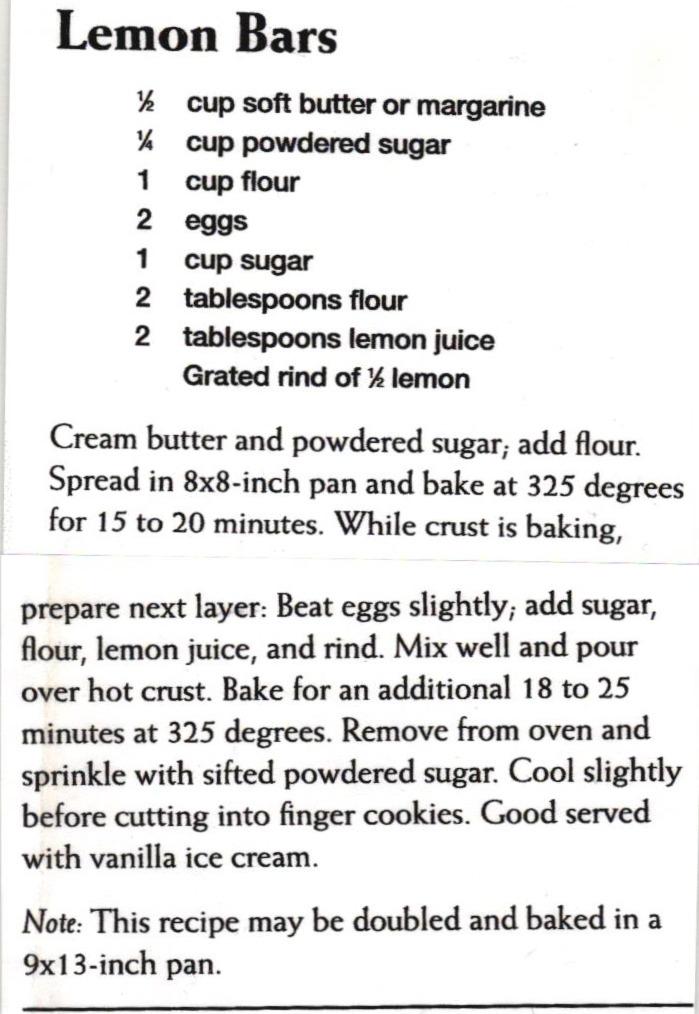 Lemon Bars
½ cup soft butter or margarine
¼ cup powdered sugar
1 cup flour
2 eggs
1 cup sugar
2 tablespoons flour
2 tablespoons lemon juice
Grated rind of ½ lemon
Cream butter and powdered sugar; add flour.
Spread in 8x8-inch pan and bake at 325 degrees
for 15 to 20 minutes. While crust is baking,
prepare next layer: Beat eggs slightly; add sugar,
flour, lemon juice, and rind. Mix well and pour
over hot crust. Bake for an additional 18 to 25
minutes at 325 degrees. Remove from oven and
sprinkle with sifted powdered sugar. Cool slightly
before cutting into finger cookies. Good served
with vanilla ice cream.
Note: This recipe may be doubled and baked in a
9x13-inch pan.